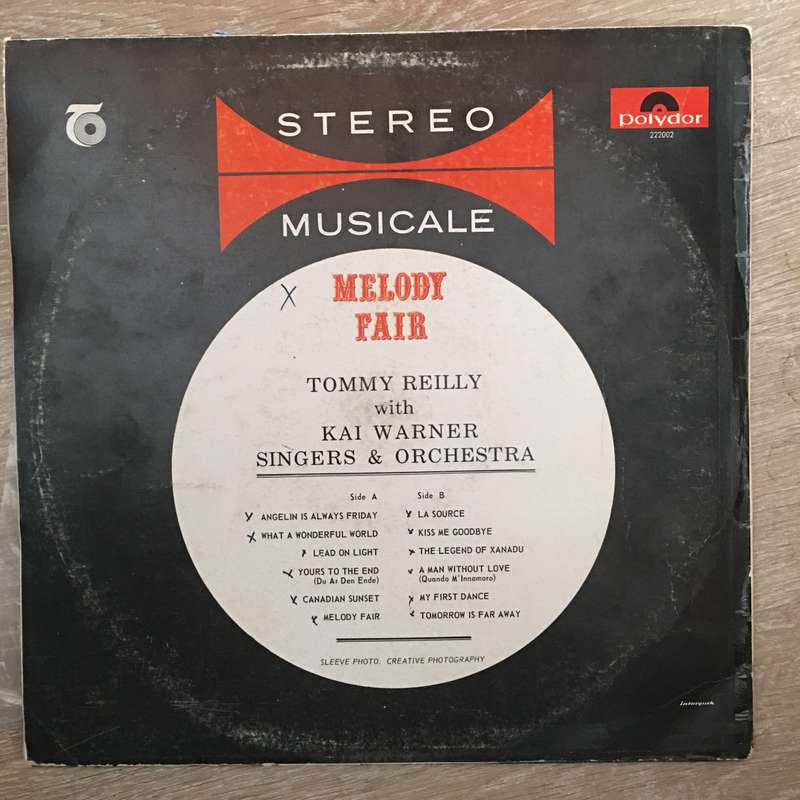 STEREO
MUSICALE
polydor
222002
MELODY
FAIR
TOMMY REILLY
with
KAI WARNER
SINGERS & ORCHESTRA
Side A
ANGELIN IS ALWAYS FRIDAY
WHAT A WONDERFUL WORLD
LEAD ON LIGHT
YOURS TO THE END
(Du Ar Den Ende)
CANADIAN SUNSET
MELODY FAIR
Side B
LA SOURCE
KISS ME GOODBYE
THE LEGEND OF XANADU
A MAN WITHOUT LOVE
(Quando M'Innamoro)
MY FIRST DANCE
TOMORROW IS FAR AWAY
SLEEVE PHOTO: CREATIVE PHOTOGRAPHY
Interpak